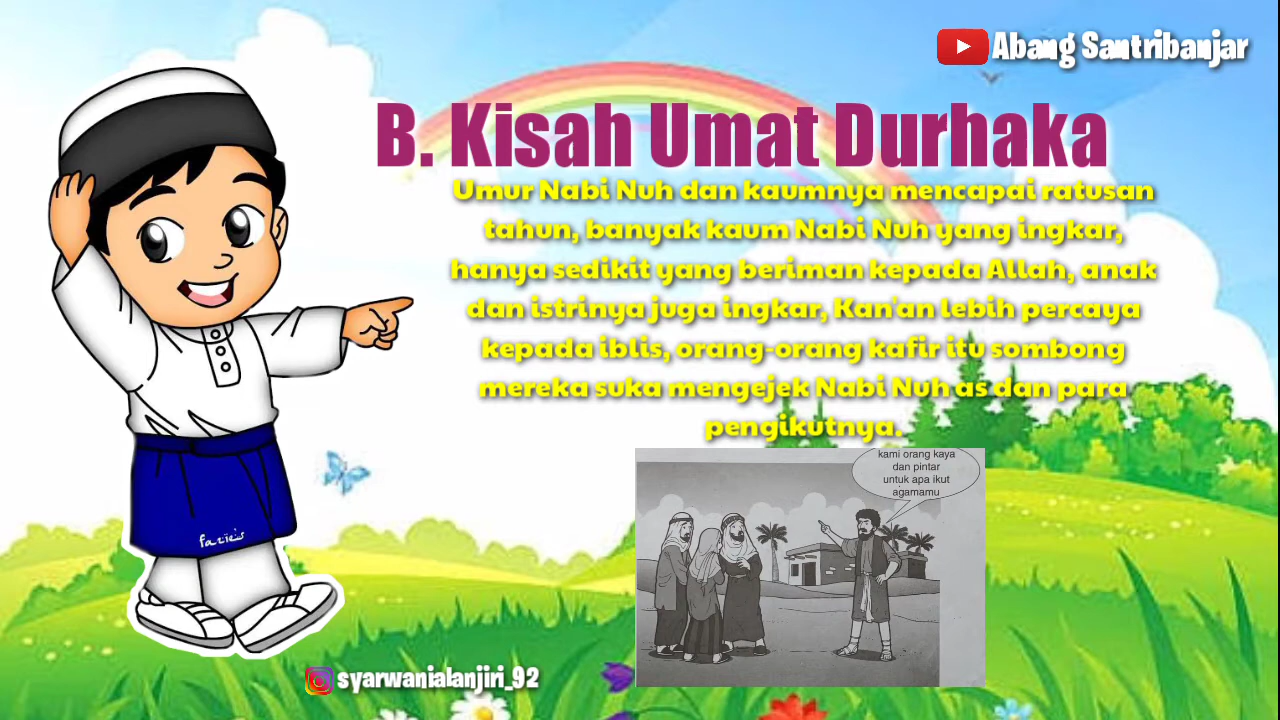 Abang Santribanjar
B. Kisah Umat Durhaka
Umur Nabi Nuh dan kaumnya mencapai ratusan
tahun, banyak kaum Nabi Nuh yang ingkar,
hanya sedikit yang beriman kepada Allah, anak
dan istrinya juga ingkar, Kan'an lebih percaya
kepada iblis, orang-orang kafir itu sombong
mereka suka mengejek Nabi Nuh as dan para
pengikutnya.
kami orang kaya
dan pintar
untuk apa ikut
agamamu
farie's
syarwanialanjiri_92